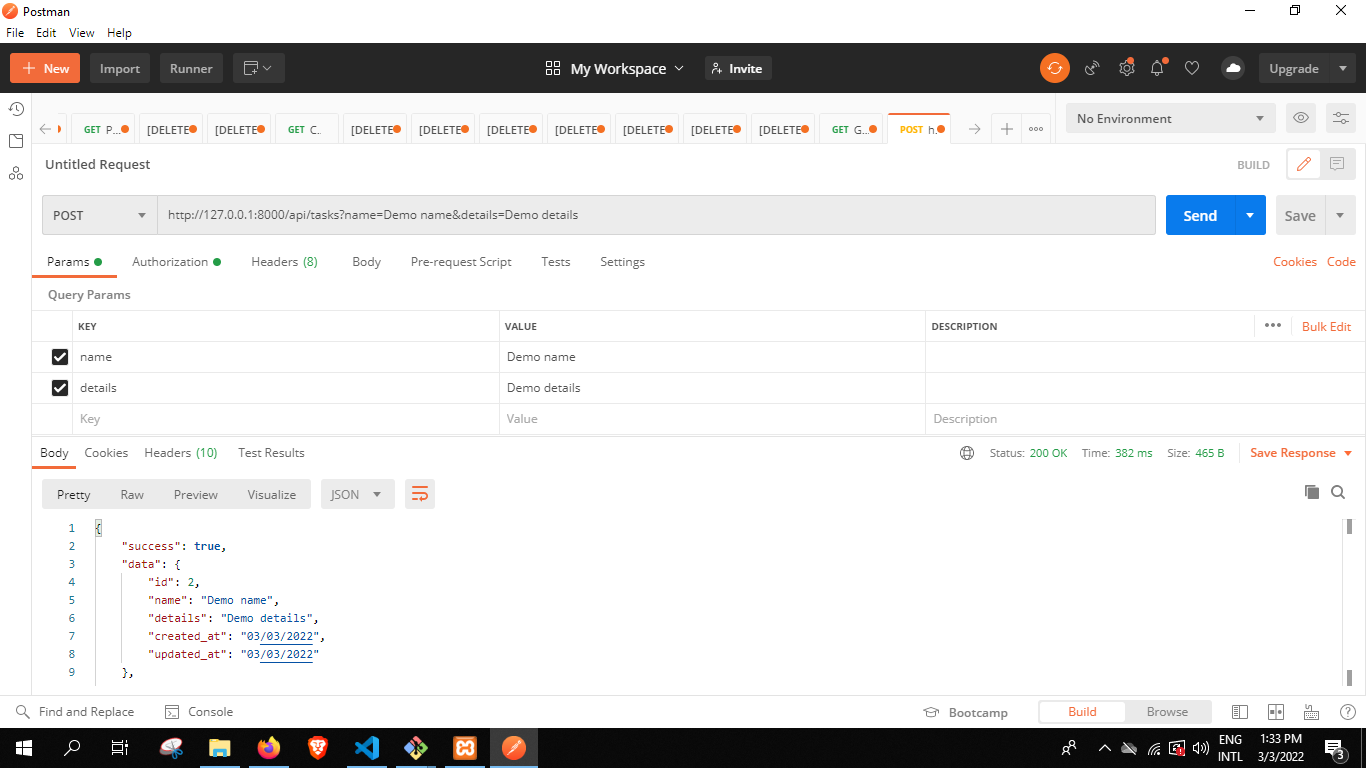 Postman
File Edit View Help
New Import Runner My Workspace Invite Upgrade
GET P... [DELETE [DELETE GET C.. [DELETE [DELETE [DELETE [DELETE [DELETE [DELETE [DELETE GET G... POST h. No Environment
Untitled Request BUILD
POST http://127.0.0.1:8000/api/tasks?name=Demo name&details=Demo details Send Save
Params Authorization Headers (8) Body Pre-request Script Tests Settings Cookies Code
Query Params
KEY VALUE DESCRIPTION Bulk Edit
name Demo name
details Demo details
Key Value Description
Body Cookies Headers (10) Test Results Status: 200 OK Time: 382 ms Size: 465 B Save Response
Pretty Raw Preview Visualize JSON
1 {
2 "success": true,
3 "data": {
4 "id": 2,
5 "name": "Demo name",
6 "details": "Demo details",
7 "created_at": "03/03/2022",
8 "updated_at": "03/03/2022"
9 },
Find and Replace Console Bootcamp Build Browse
ENG 1:33 PM
INTL 3/3/2022 3